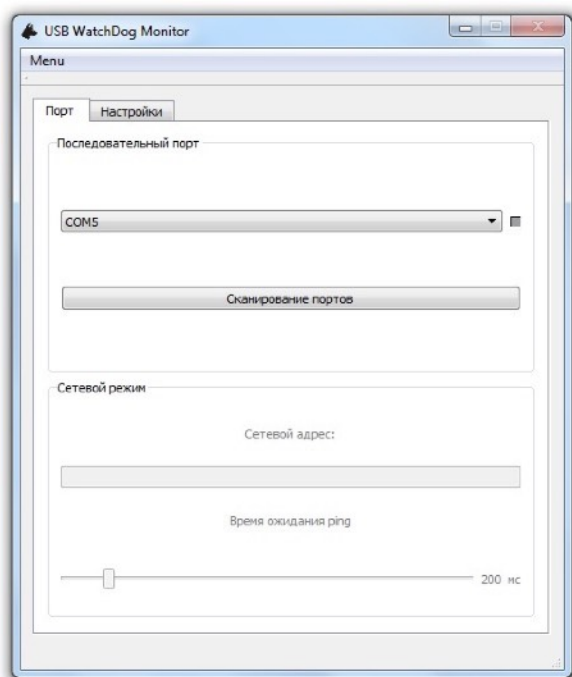 USB WatchDog Monitor
Menu
Порт
Настройки
Последовательный порт
COM5
Сканирование портов
Сетевой режим
Сетевой адрес:
Время ожидания ping
200 мс